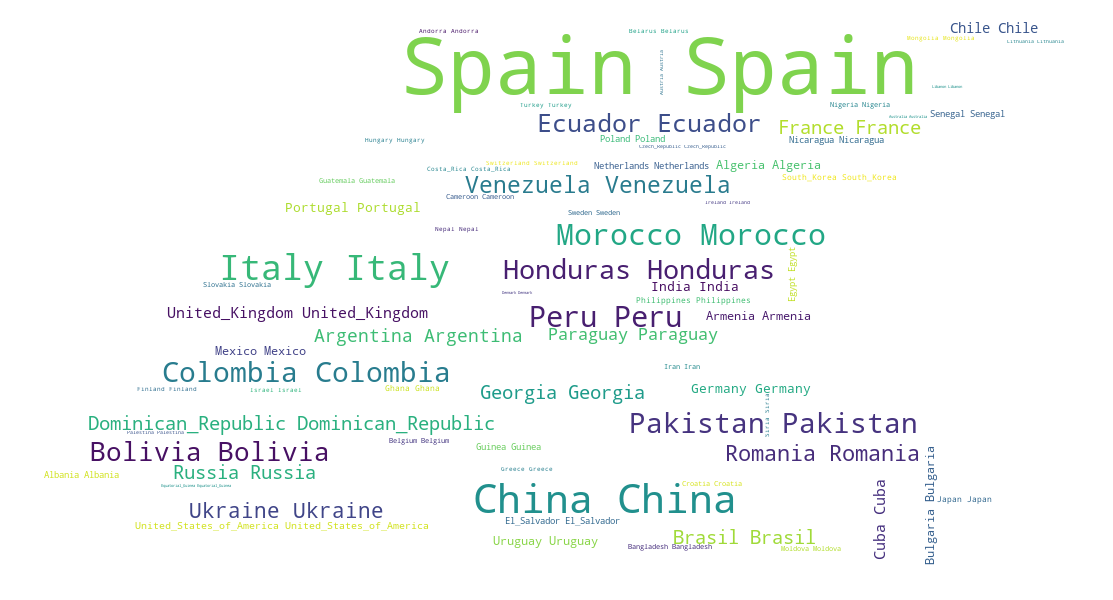 Chile Chile
Andorra Andorra
Belarus Belarus
Mongolia Mongolia
Lithuania Lithuania
Spain Spain
Austria Austria
Lebanon Lebanon
Turkey Turkey
Nigeria Nigeria
Senegal Senegal
Australia Australia
Ecuador Ecuador
France France
Hungary Hungary
Poland Poland
Nicaragua Nicaragua
Czech_Republic Czech_Republic
Switzerland Switzerland
Costa_Rica Costa_Rica
Netherlands Netherlands
Algeria Algeria
South_Korea South_Korea
Guatemala Guatemala
Venezuela Venezuela
Cameroon Cameroon
Ireland Ireland
Portugal Portugal
Sweden Sweden
Nepal Nepal
Morocco Morocco
Italy Italy
Honduras Honduras
Egypt Egypt
Slovakia Slovakia
India India
Denmark Denmark
Philippines Philippines
United_Kingdom United_Kingdom
Peru Peru
Armenia Armenia
Argentina Argentina
Paraguay Paraguay
Mexico Mexico
Iran Iran
Colombia Colombia
Finland Finland
Israel Israel
Ghana Ghana
Georgia Georgia
Germany Germany
Siria Siria
Dominican_Republic Dominican_Republic
Pakistan Pakistan
Palestina Palestina
Belgium Belgium
Bolivia Bolivia
Guinea Guinea
Romania Romania
Albania Albania
Russia Russia
Greece Greece
Equatorial_Guinea Equatorial_Guinea
Croatia Croatia
China China
Cuba Cuba
Bulgaria Bulgaria
Japan Japan
Ukraine Ukraine
United_States_of_America United_States_of_America
El_Salvador El_Salvador
Uruguay Uruguay
Brasil Brasil
Bangladesh Bangladesh
Moldova Moldova